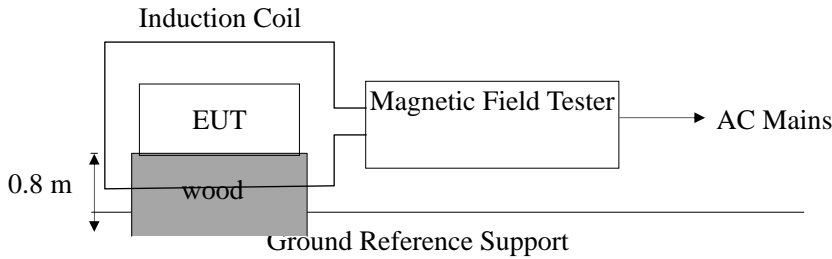 Induction Coil
EUT
Magnetic Field Tester
AC Mains
0.8 m
wood
Ground Reference Support